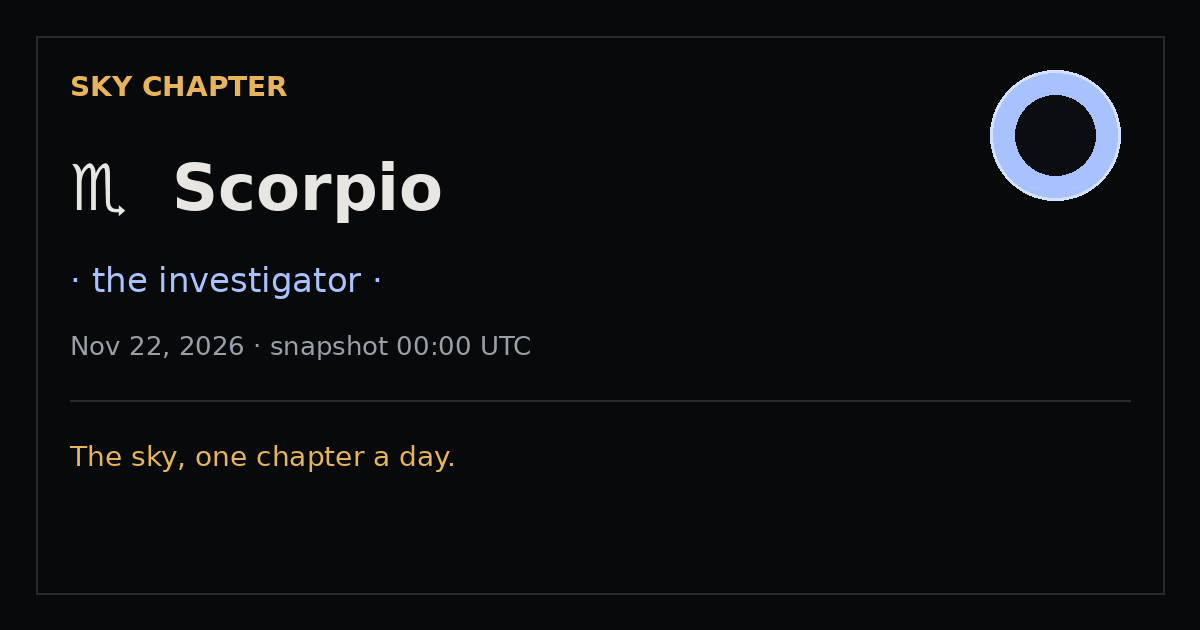 SKY CHAPTER
♏ Scorpio
· the investigator ·
Nov 22, 2026 · snapshot 00:00 UTC
The sky, one chapter a day.